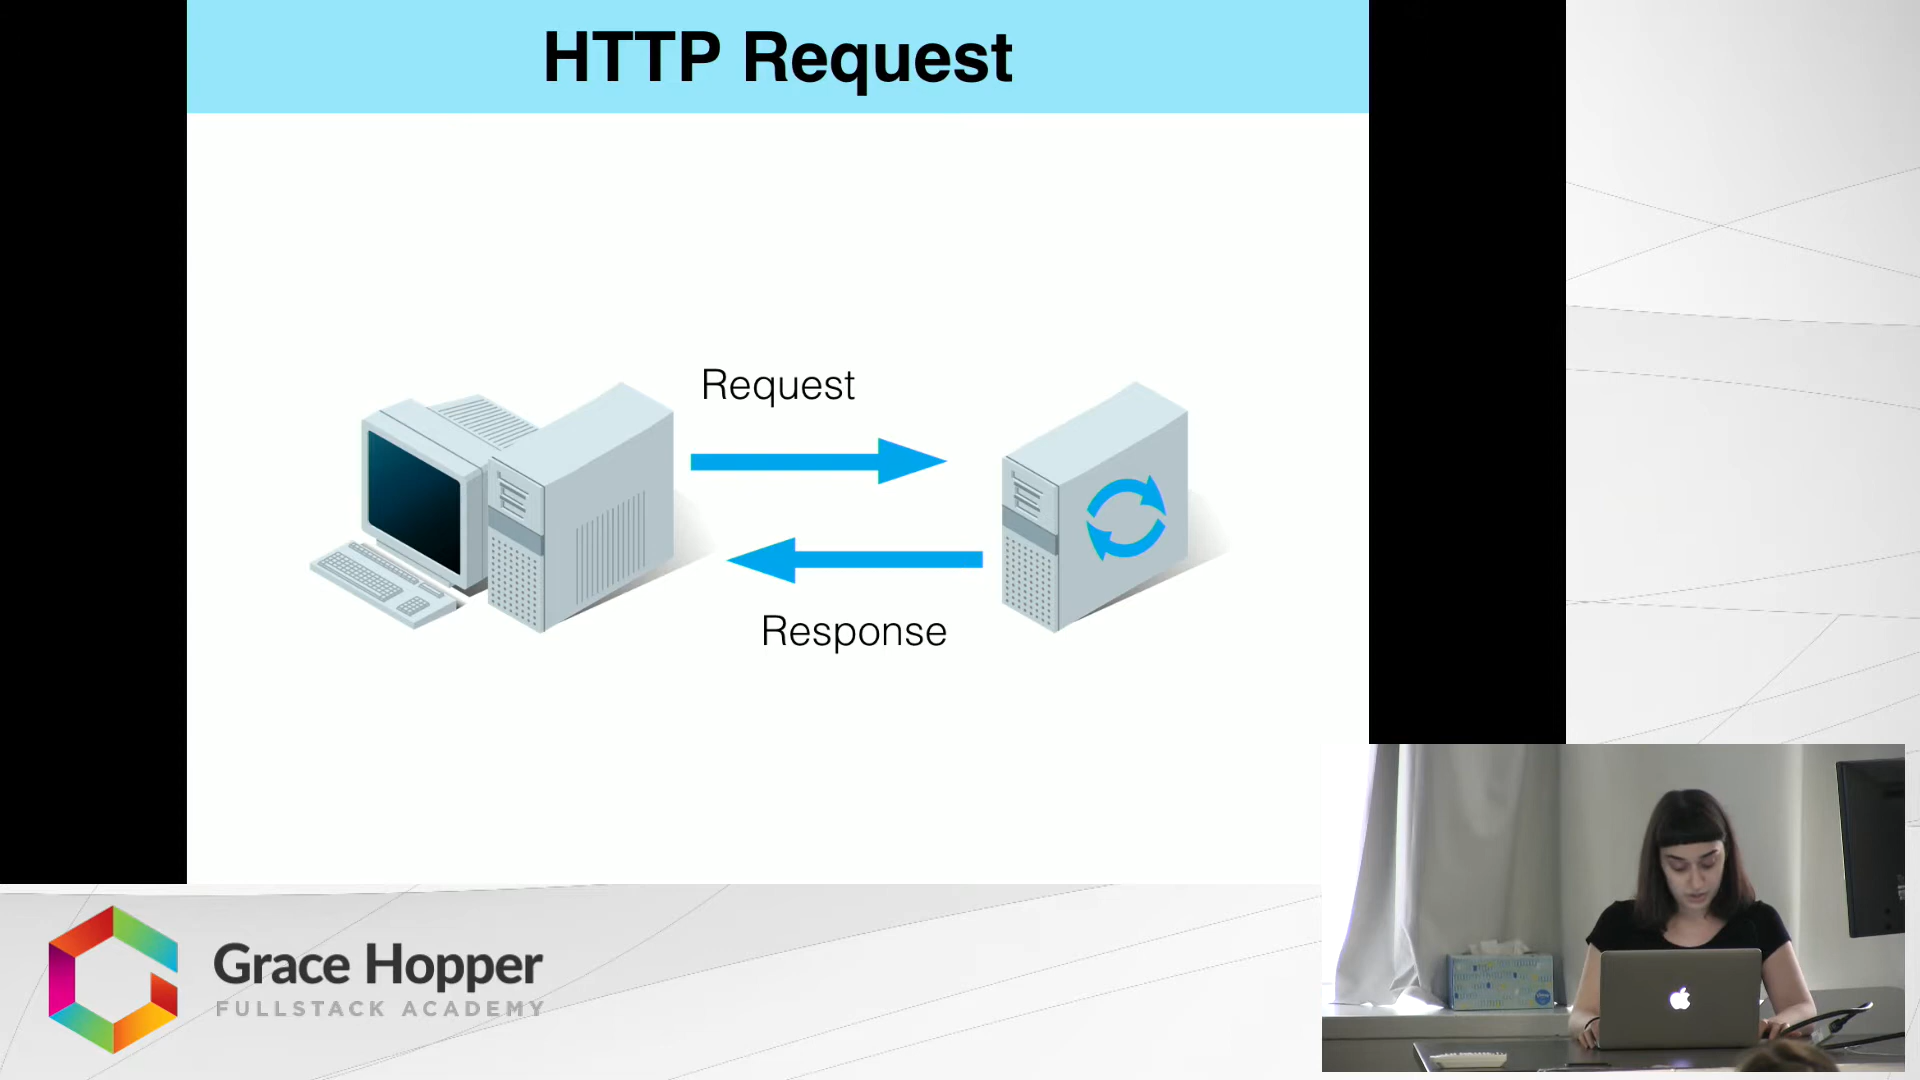 HTTP Request
Request
Response
Grace Hopper
FULLSTACK ACADEMY